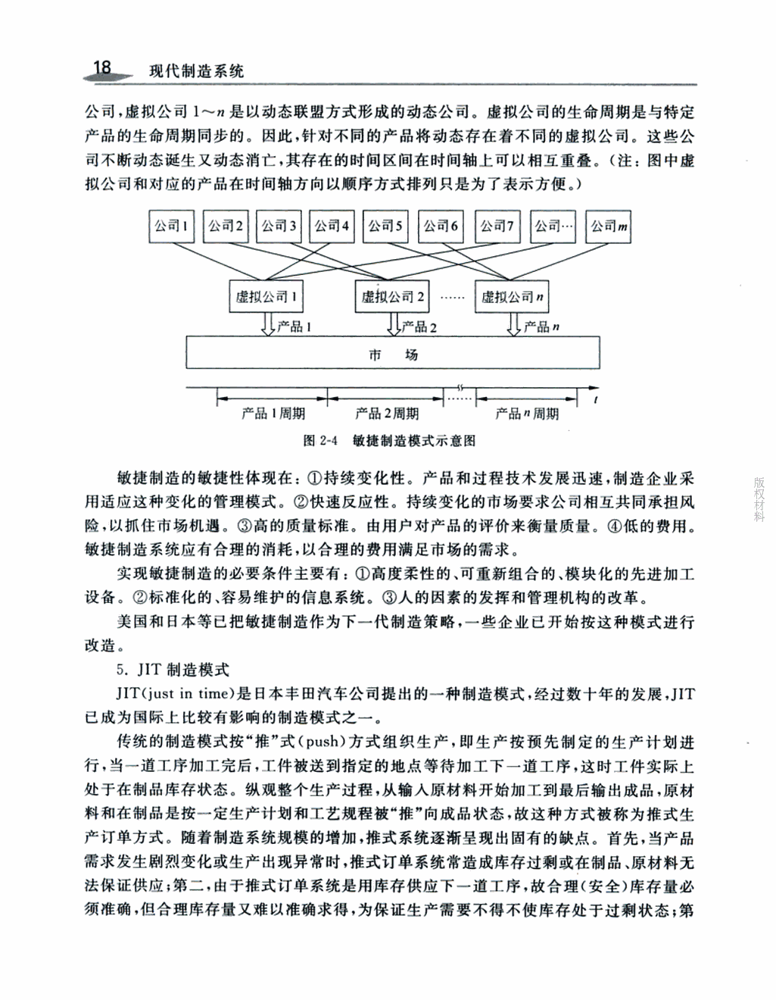 18 现代制造系统
公司,虚拟公司 1～n 是以动态联盟方式形成的动态公司。虚拟公司的生命周期是与特定
产品的生命周期同步的。因此,针对不同的产品将动态存在着不同的虚拟公司。这些公
司不断动态诞生又动态消亡,其存在的时间区间在时间轴上可以相互重叠。(注：图中虚
拟公司和对应的产品在时间轴方向以顺序方式排列只是为了表示方便。)
公司1 公司2 公司3 公司4 公司5 公司6 公司7 公司… 公司m
虚拟公司 1 虚拟公司 2 …… 虚拟公司 n
产品 1 产品 2 产品 n
市 场
…… t
产品 1 周期 产品 2 周期 产品 n 周期
图 2-4 敏捷制造模式示意图
敏捷制造的敏捷性体现在：①持续变化性。产品和过程技术发展迅速,制造企业采
用适应这种变化的管理模式。②快速反应性。持续变化的市场要求公司相互共同承担风
险,以抓住市场机遇。③高的质量标准。由用户对产品的评价来衡量质量。④低的费用。
敏捷制造系统应有合理的消耗,以合理的费用满足市场的需求。
实现敏捷制造的必要条件主要有：①高度柔性的、可重新组合的、模块化的先进加工
设备。②标准化的、容易维护的信息系统。③人的因素的发挥和管理机构的改革。
美国和日本等已把敏捷制造作为下一代制造策略,一些企业已开始按这种模式进行
改造。
5. JIT 制造模式
JIT(just in time)是日本丰田汽车公司提出的一种制造模式,经过数十年的发展,JIT
已成为国际上比较有影响的制造模式之一。
传统的制造模式按“推”式(push)方式组织生产,即生产按预先制定的生产计划进
行,当一道工序加工完后,工件被送到指定的地点等待加工下一道工序,这时工件实际上
处于在制品库存状态。纵观整个生产过程,从输入原材料开始加工到最后输出成品,原材
料和在制品是按一定生产计划和工艺规程被“推”向成品状态,故这种方式被称为推式生
产订单方式。随着制造系统规模的增加,推式系统逐渐呈现出固有的缺点。首先,当产品
需求发生剧烈变化或生产出现异常时,推式订单系统常造成库存过剩或在制品、原材料无
法保证供应;第二,由于推式订单系统是用库存供应下一道工序,故合理(安全)库存量必
须准确,但合理库存量又难以准确求得,为保证生产需要不得不使库存处于过剩状态;第
版权材料